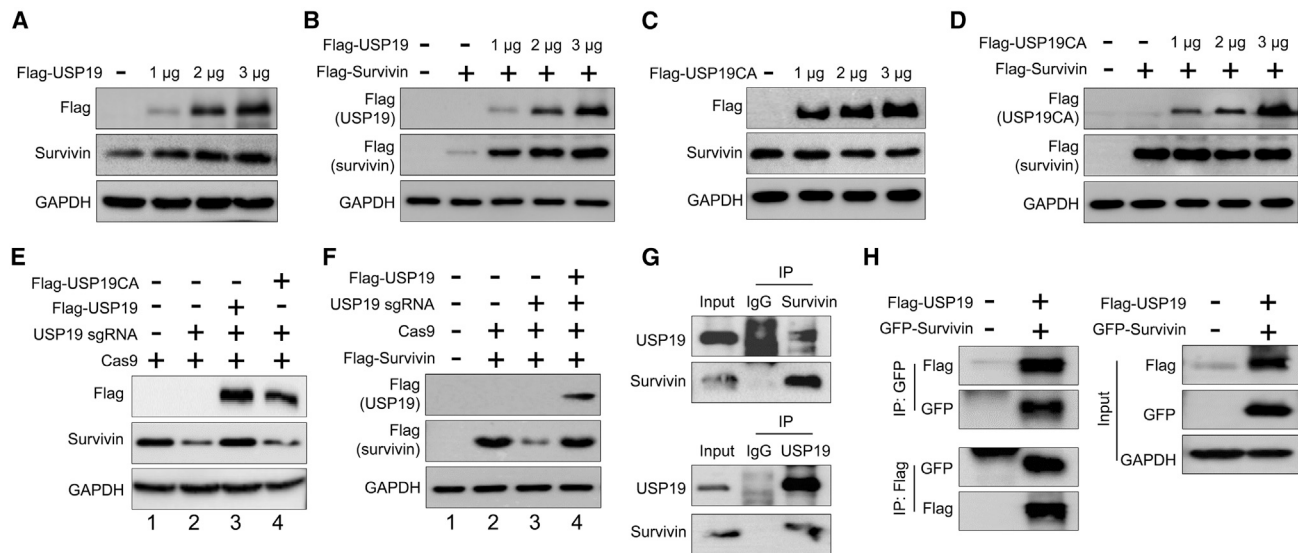 A
Flag-USP19 - 1 µg 2 µg 3 µg
Flag
Survivin
GAPDH
B
Flag-USP19 - - 1 µg 2 µg 3 µg
Flag-Survivin - + + + +
Flag
(USP19)
Flag
(survivin)
GAPDH
C
Flag-USP19CA - 1 µg 2 µg 3 µg
Flag
Survivin
GAPDH
D
Flag-USP19CA - - 1 µg 2 µg 3 µg
Flag-Survivin - + + + +
Flag
(USP19CA)
Flag
(survivin)
GAPDH
E
Flag-USP19CA - - - +
Flag-USP19 - - + -
USP19 sgRNA - + + +
Cas9 + + + +
Flag
Survivin
GAPDH
1 2 3 4
F
Flag-USP19 - - - +
USP19 sgRNA - - + +
Cas9 - + + +
Flag-Survivin - + + +
Flag
(USP19)
Flag
(survivin)
GAPDH
1 2 3 4
G
IP
Input IgG Survivin
USP19
Survivin
IP
Input IgG USP19
USP19
Survivin
H
Flag-USP19 - +
GFP-Survivin - +
IP: GFP
Flag
GFP
IP: Flag
GFP
Flag
Flag-USP19 - +
GFP-Survivin - +
Input
Flag
GFP
GAPDH